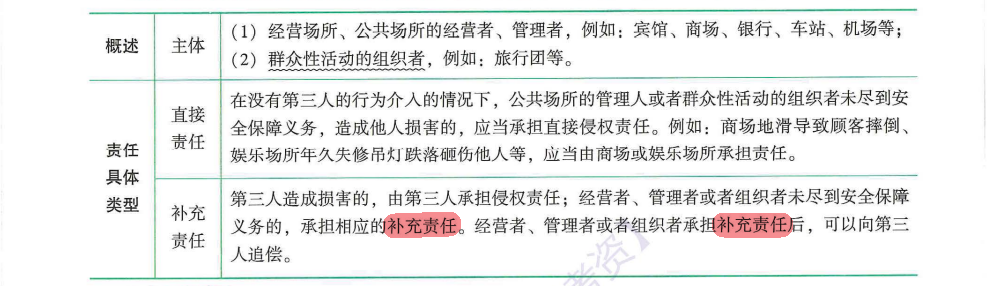 概述
主体
(1) 经营场所、公共场所的经营者、管理者，例如：宾馆、商场、银行、车站、机场等；
(2) 群众性活动的组织者，例如：旅行团等。
责任
具体
类型
直接
责任
在没有第三人的行为介入的情况下，公共场所的管理人或者群众性活动的组织者未尽到安
全保障义务，造成他人损害的，应当承担直接侵权责任。例如：商场地滑导致顾客摔倒、
娱乐场所年久失修吊灯跌落砸伤他人等，应当由商场或娱乐场所承担责任。
补充
责任
第三人造成损害的，由第三人承担侵权责任；经营者、管理者或者组织者未尽到安全保障
义务的，承担相应的补充责任。经营者、管理者或者组织者承担补充责任后，可以向第三
人追偿。
考资】